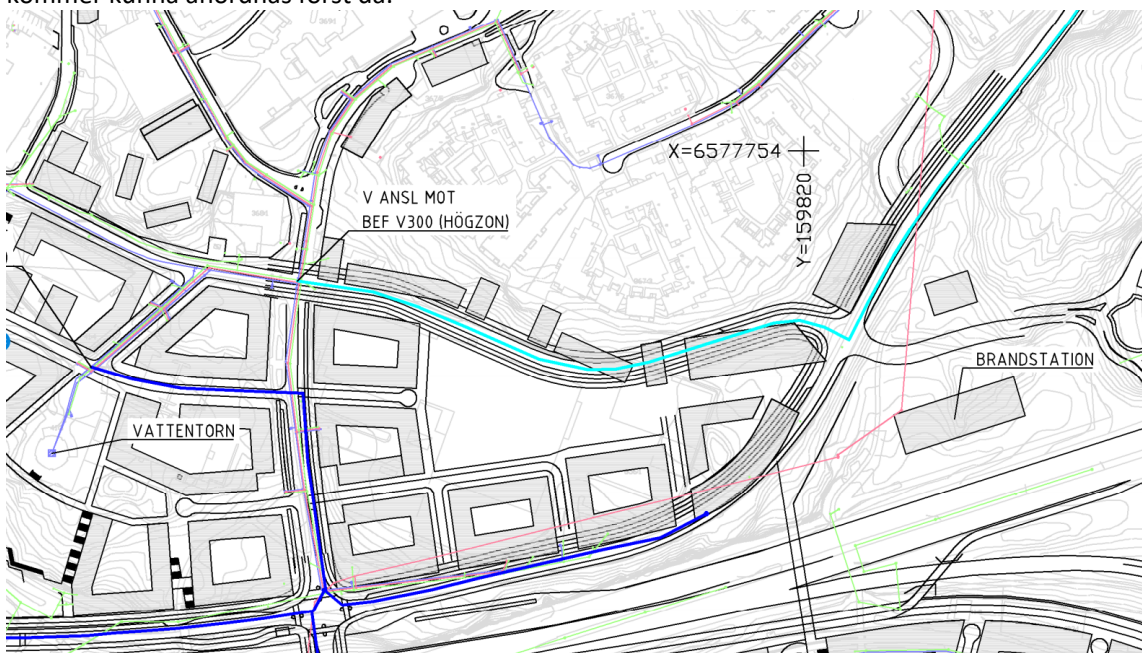 kommer kunna anordnas först då.
X=6577754
Y=159820
V ANSL MOT
BEF V300 (HÖGZON)
BRANDSTATION
VATTENTORN